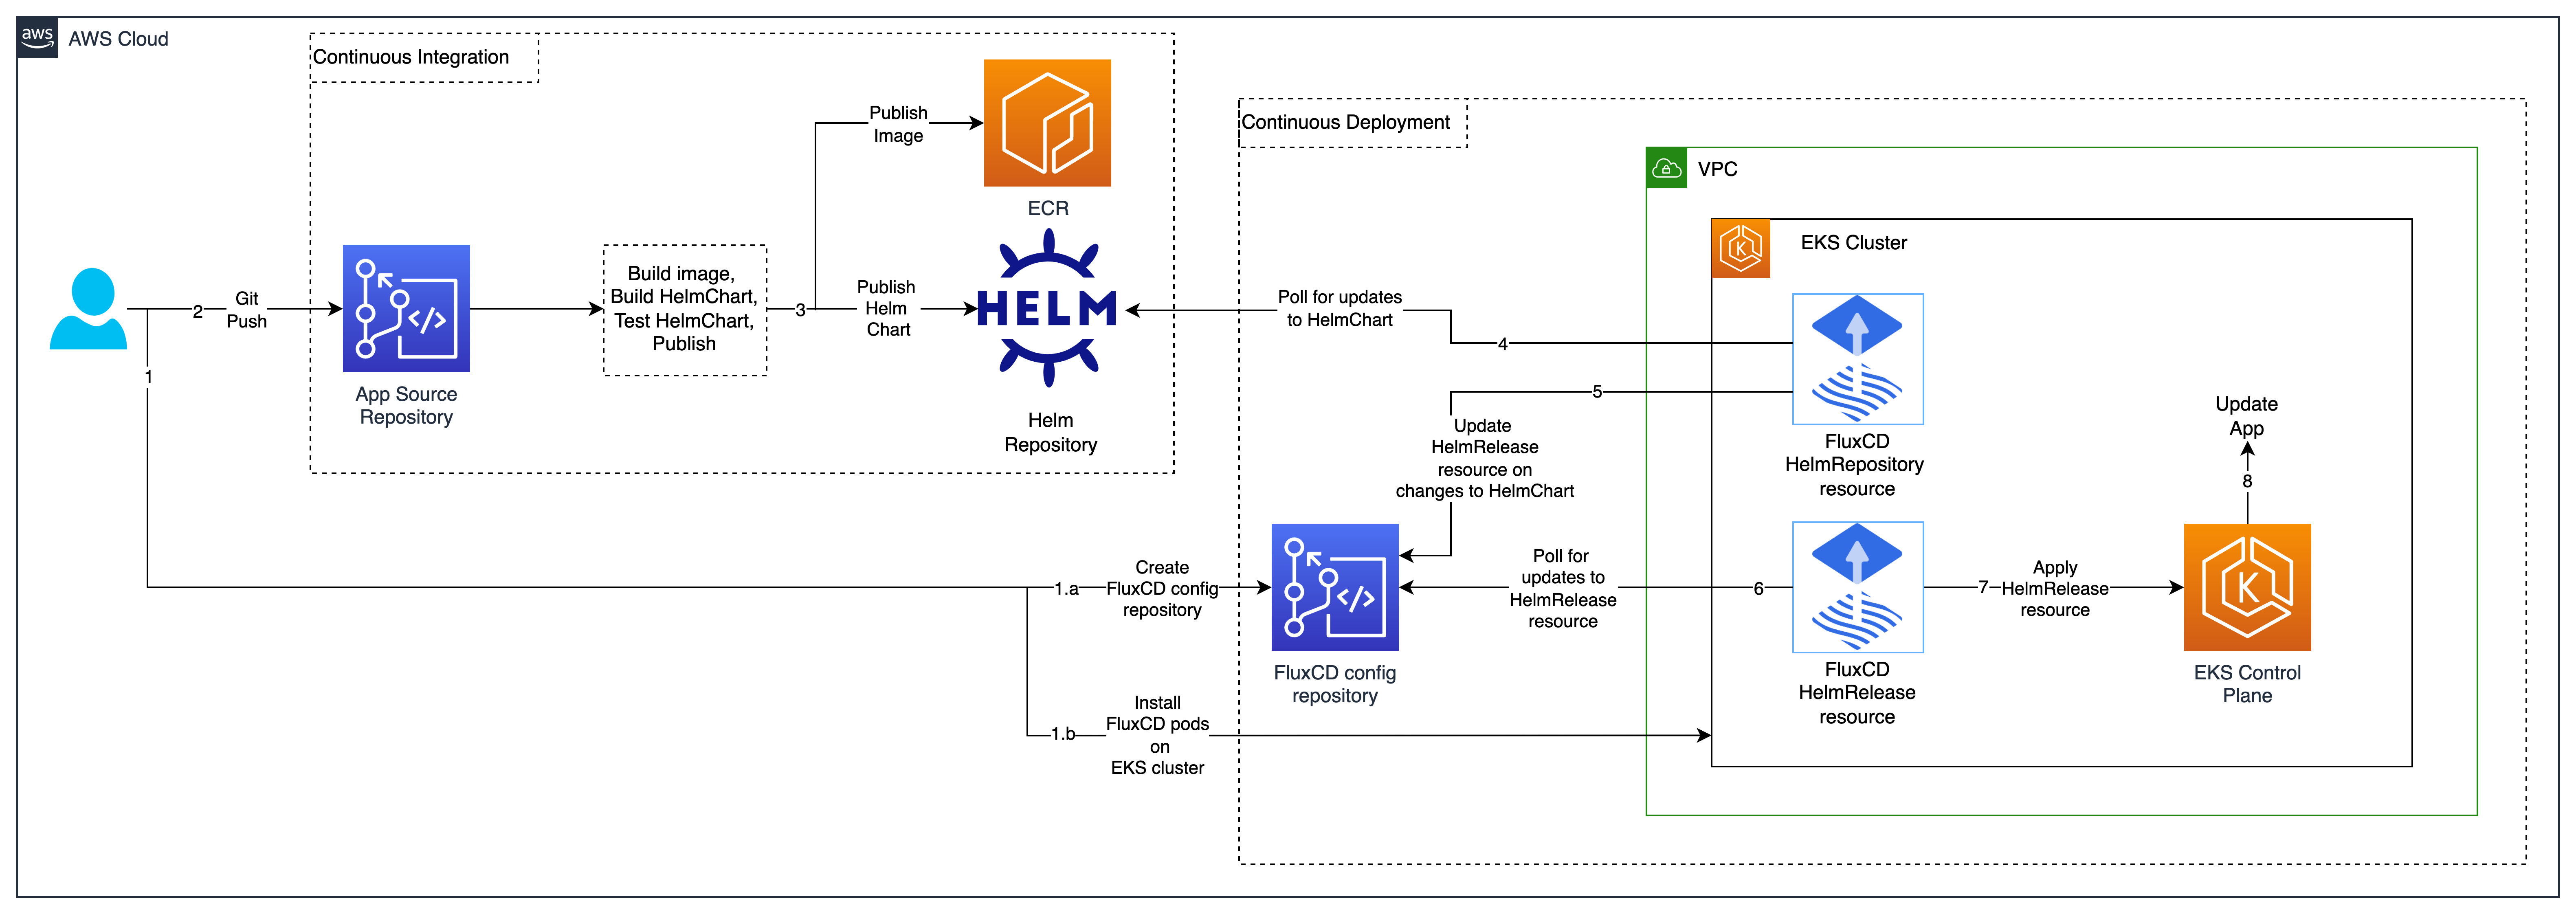 aws
AWS Cloud
Continuous Integration
Publish
Image
ECR
2
Git
Push
App Source
Repository
Build image,
Build HelmChart,
Test HelmChart,
Publish
3
Publish
Helm
Chart
HELM
Helm
Repository
1
Continuous Deployment
VPC
EKS Cluster
K
Poll for updates
to HelmChart
4
5
Update
HelmRelease
resource on
changes to HelmChart
FluxCD
HelmRepository
resource
Update
App
8
1.a
Create
FluxCD config
repository
FluxCD config
repository
Poll for
updates to
HelmRelease
resource
6
FluxCD
HelmRelease
resource
7
Apply
HelmRelease
resource
K
EKS Control
Plane
1.b
Install
FluxCD pods
on
EKS cluster